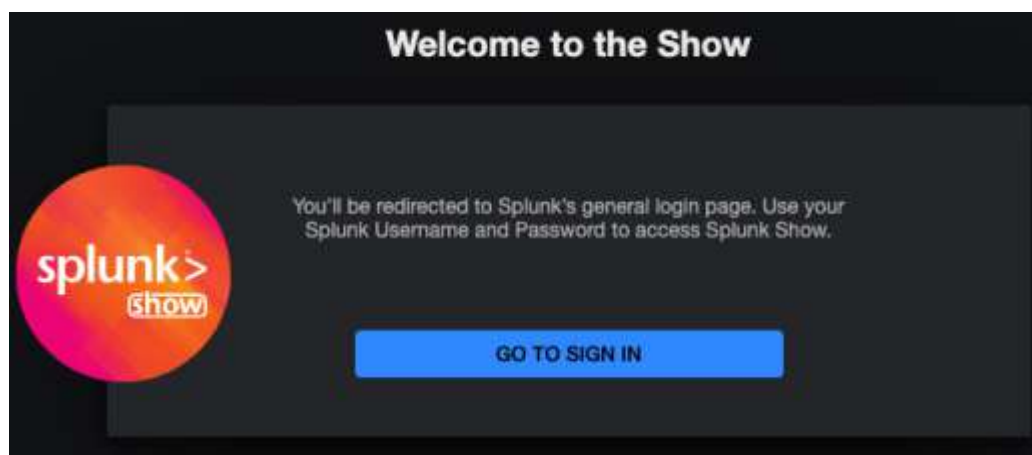 Welcome to the Show
You'll be redirected to Splunk's general login page. Use your
Splunk Username and Password to access Splunk Show.
splunk>
show
GO TO SIGN IN